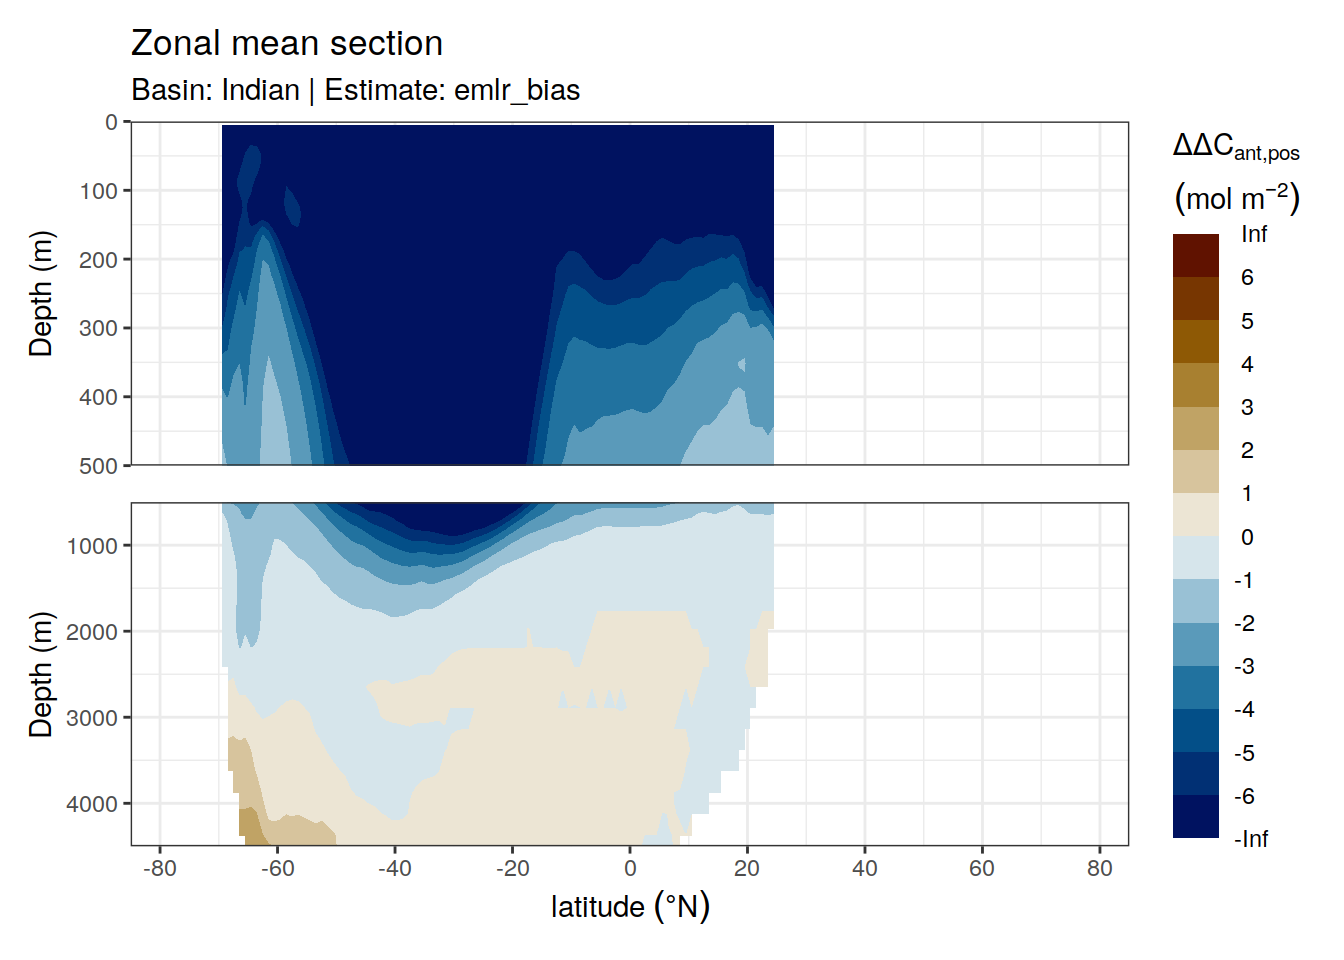 Zonal mean section
Basin: Indian | Estimate: emlr_bias
0
100
200
300
400
500
Depth (m)
1000
2000
3000
4000
Depth (m)
-80 -60 -40 -20 0 20 40 60 80
latitude (°N)
ΔΔC_ant,pos
(mol m⁻²)
Inf
6
5
4
3
2
1
0
-1
-2
-3
-4
-5
-6
-Inf